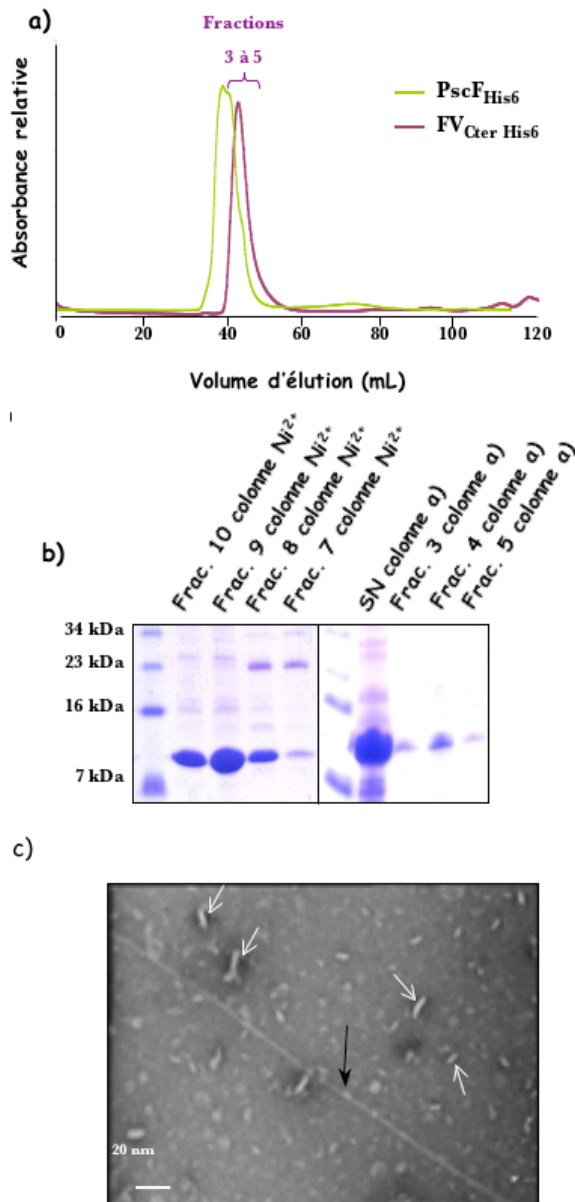 a)
Fractions
3 à 5
PscF His6
FV Cter His6
Absorbance relative
0 20 40 60 80 100 120
Volume d'élution (mL)
b)
Frac. 10 colonne Ni²⁺
Frac. 9 colonne Ni²⁺
Frac. 8 colonne Ni²⁺
Frac. 7 colonne Ni²⁺
SN colonne a)
Frac. 3 colonne a)
Frac. 4 colonne a)
Frac. 5 colonne a)
34 kDa
23 kDa
16 kDa
7 kDa
c)
20 nm